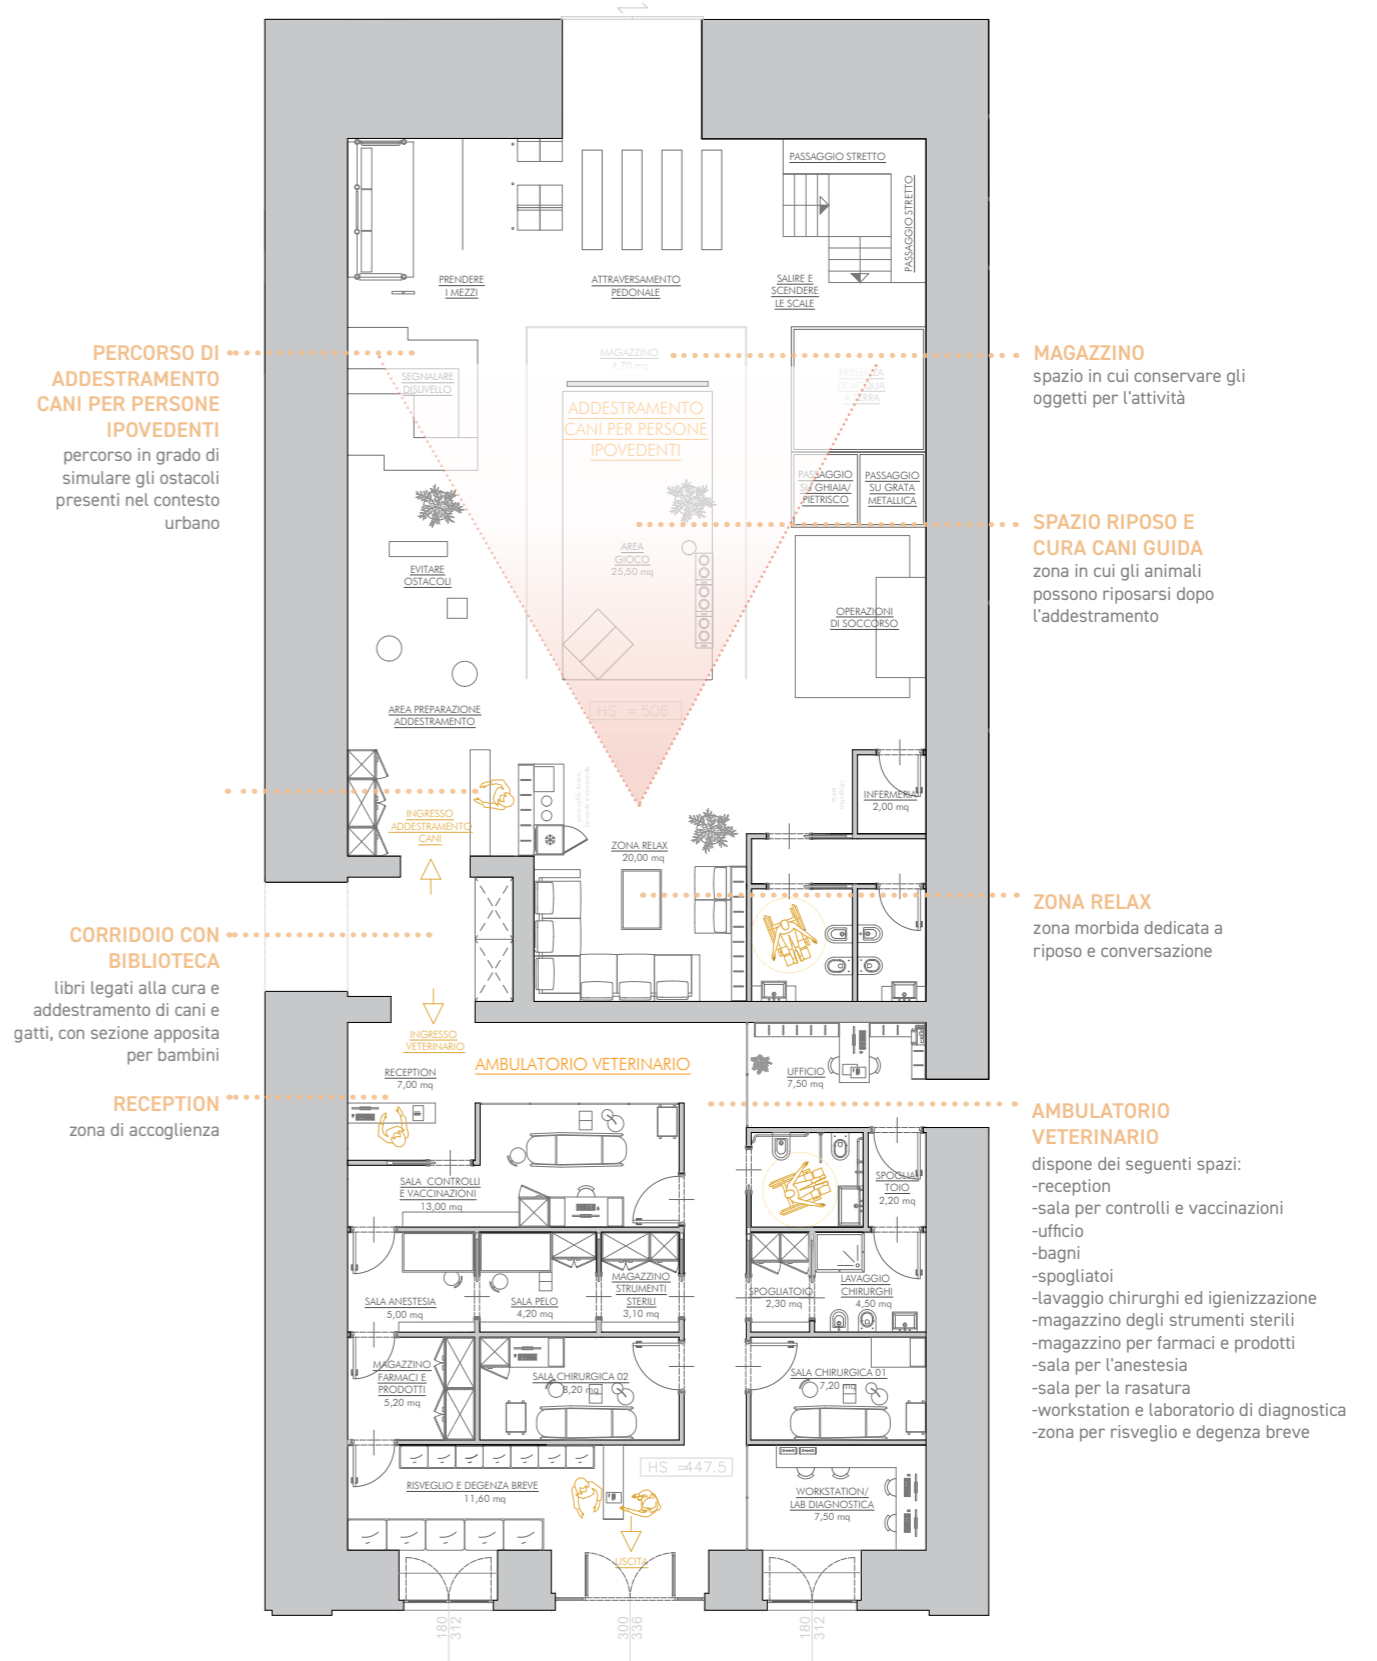 PASSAGGIO STRETTO
PASSAGGIO STRETTO
PRENDERE
I MEZZI
ATTRAVERSAMENTO
PEDONALE
SALIRE E
SCENDERE
LE SCALE
PERCORSO DI
ADDESTRAMENTO
CANI PER PERSONE
IPOVEDENTI
percorso in grado di
simulare gli ostacoli
presenti nel contesto
urbano
SEGNALARE
DISLIVELLO
MAGAZZINO
4,70 mq
PRESENZA
DI ACQUA
A TERRA
MAGAZZINO
spazio in cui conservare gli
oggetti per l'attività
ADDESTRAMENTO
CANI PER PERSONE
IPOVEDENTI
PASSAGGIO
SU GHIAIA/
PIETRISCO
PASSAGGIO
SU GRATA
METALLICA
SPAZIO RIPOSO E
CURA CANI GUIDA
zona in cui gli animali
possono riposarsi dopo
l'addestramento
EVITARE
OSTACOLI
AREA
GIOCO
25,50 mq
OPERAZIONI
DI SOCCORSO
AREA PREPARAZIONE
ADDESTRAMENTO
HS = 506
INFERMERIA
2,00 mq
INGRESSO
ADDESTRAMENTO
CANI
ZONA RELAX
20,00 mq
ZONA RELAX
zona morbida dedicata a
riposo e conversazione
CORRIDOIO CON
BIBLIOTECA
libri legati alla cura e
addestramento di cani e
gatti, con sezione apposita
per bambini
INGRESSO
VETERINARIO
AMBULATORIO VETERINARIO
RECEPTION
7,00 mq
UFFICIO
7,50 mq
RECEPTION
zona di accoglienza
AMBULATORIO
VETERINARIO
dispone dei seguenti spazi:
-reception
-sala per controlli e vaccinazioni
-ufficio
-bagni
-spogliatoi
-lavaggio chirurghi ed igienizzazione
-magazzino degli strumenti sterili
-magazzino per farmaci e prodotti
-sala per l'anestesia
-sala per la rasatura
-workstation e laboratorio di diagnostica
-zona per risveglio e degenza breve
SALA CONTROLLI
E VACCINAZIONI
13,00 mq
SPOGLIA
TOIO
2,20 mq
SALA ANESTESIA
5,00 mq
SALA PELO
4,20 mq
MAGAZZINO
STRUMENTI
STERILI
3,10 mq
SPOGLIATOIO
2,30 mq
LAVAGGIO
CHIRURGHI
4,50 mq
MAGAZZINO
FARMACI E
PRODOTTI
5,20 mq
SALA CHIRURGICA 02
8,20 mq
SALA CHIRURGICA 01
7,20 mq
HS =447.5
RISVEGLIO E DEGENZA BREVE
11,60 mq
WORKSTATION/
LAB DIAGNOSTICA
7,50 mq
USCITA
180
312
300
336
180
312